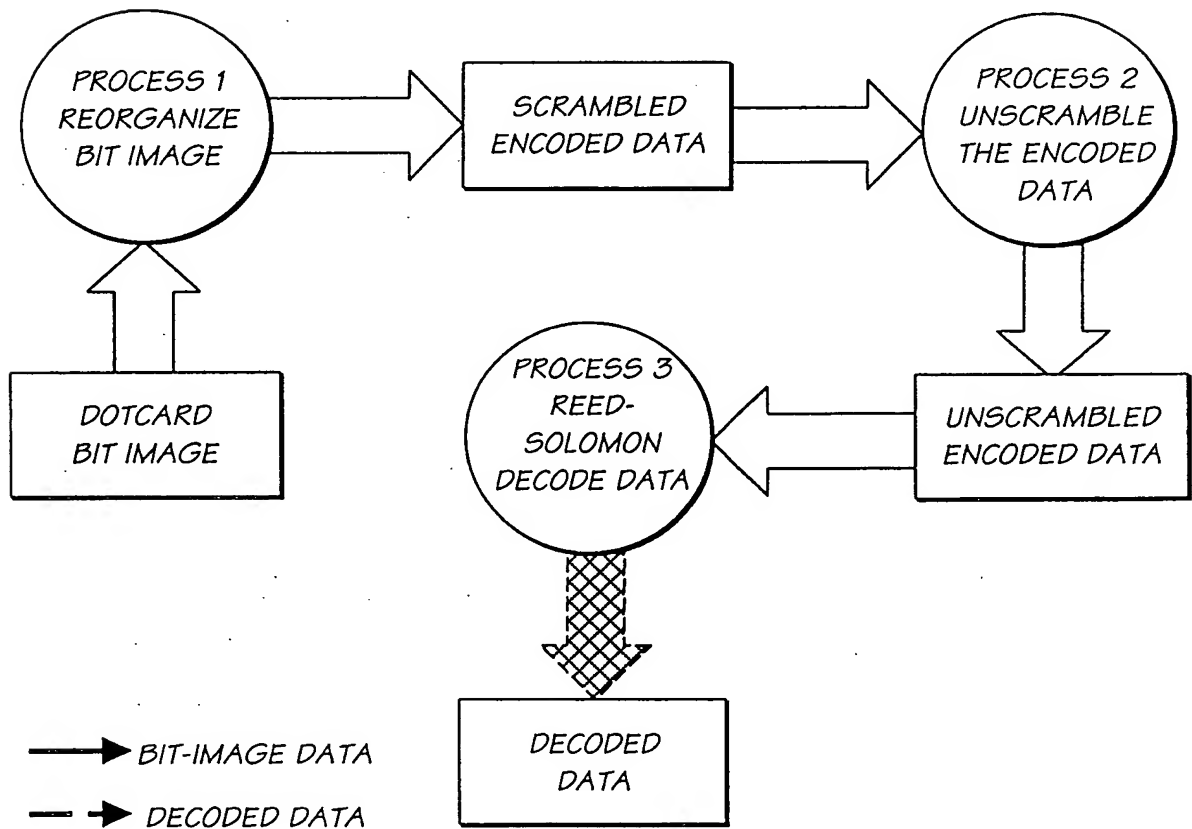 PROCESS 1
REORGANIZE
BIT IMAGE
SCRAMBLED
ENCODED DATA
PROCESS 2
UNSCRAMBLE
THE ENCODED
DATA
DOTCARD
BIT IMAGE
PROCESS 3
REED-
SOLOMON
DECODE DATA
UNSCRAMBLED
ENCODED DATA
DECODED
DATA
BIT-IMAGE DATA
DECODED DATA